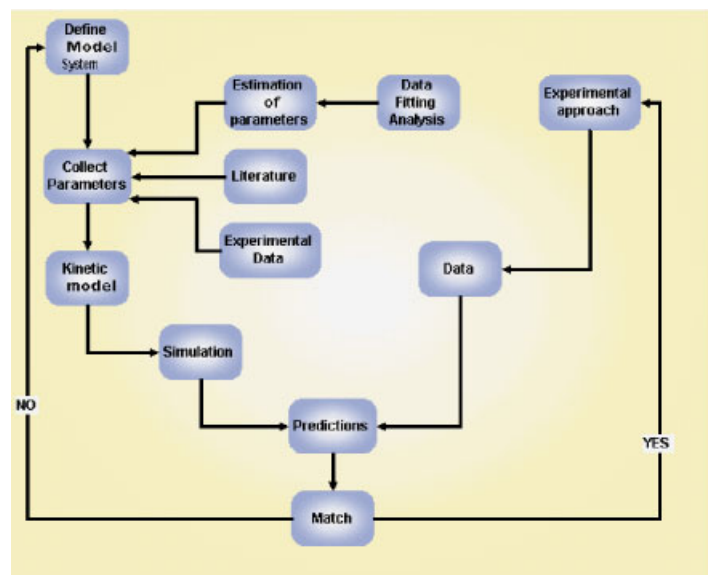 Define
Model
System
Estimation
of
parameters
Data
Fitting
Analysis
Experimental
approach
Collect
Parameters
Literature
Experimental
Data
Kinetic
model
Data
Simulation
NO
Predictions
YES
Match